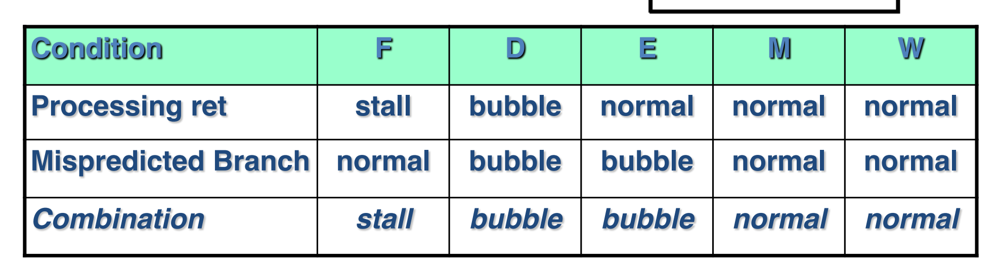 Condition F D E M W
Processing ret stall bubble normal normal normal
Mispredicted Branch normal bubble bubble normal normal
Combination stall bubble bubble normal normal